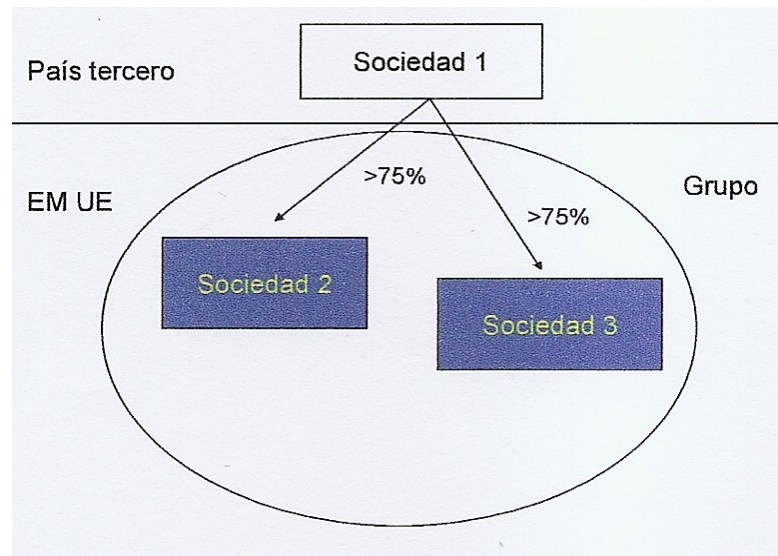 País tercero
Sociedad 1
EM UE
>75%
>75%
Grupo
Sociedad 2
Sociedad 3